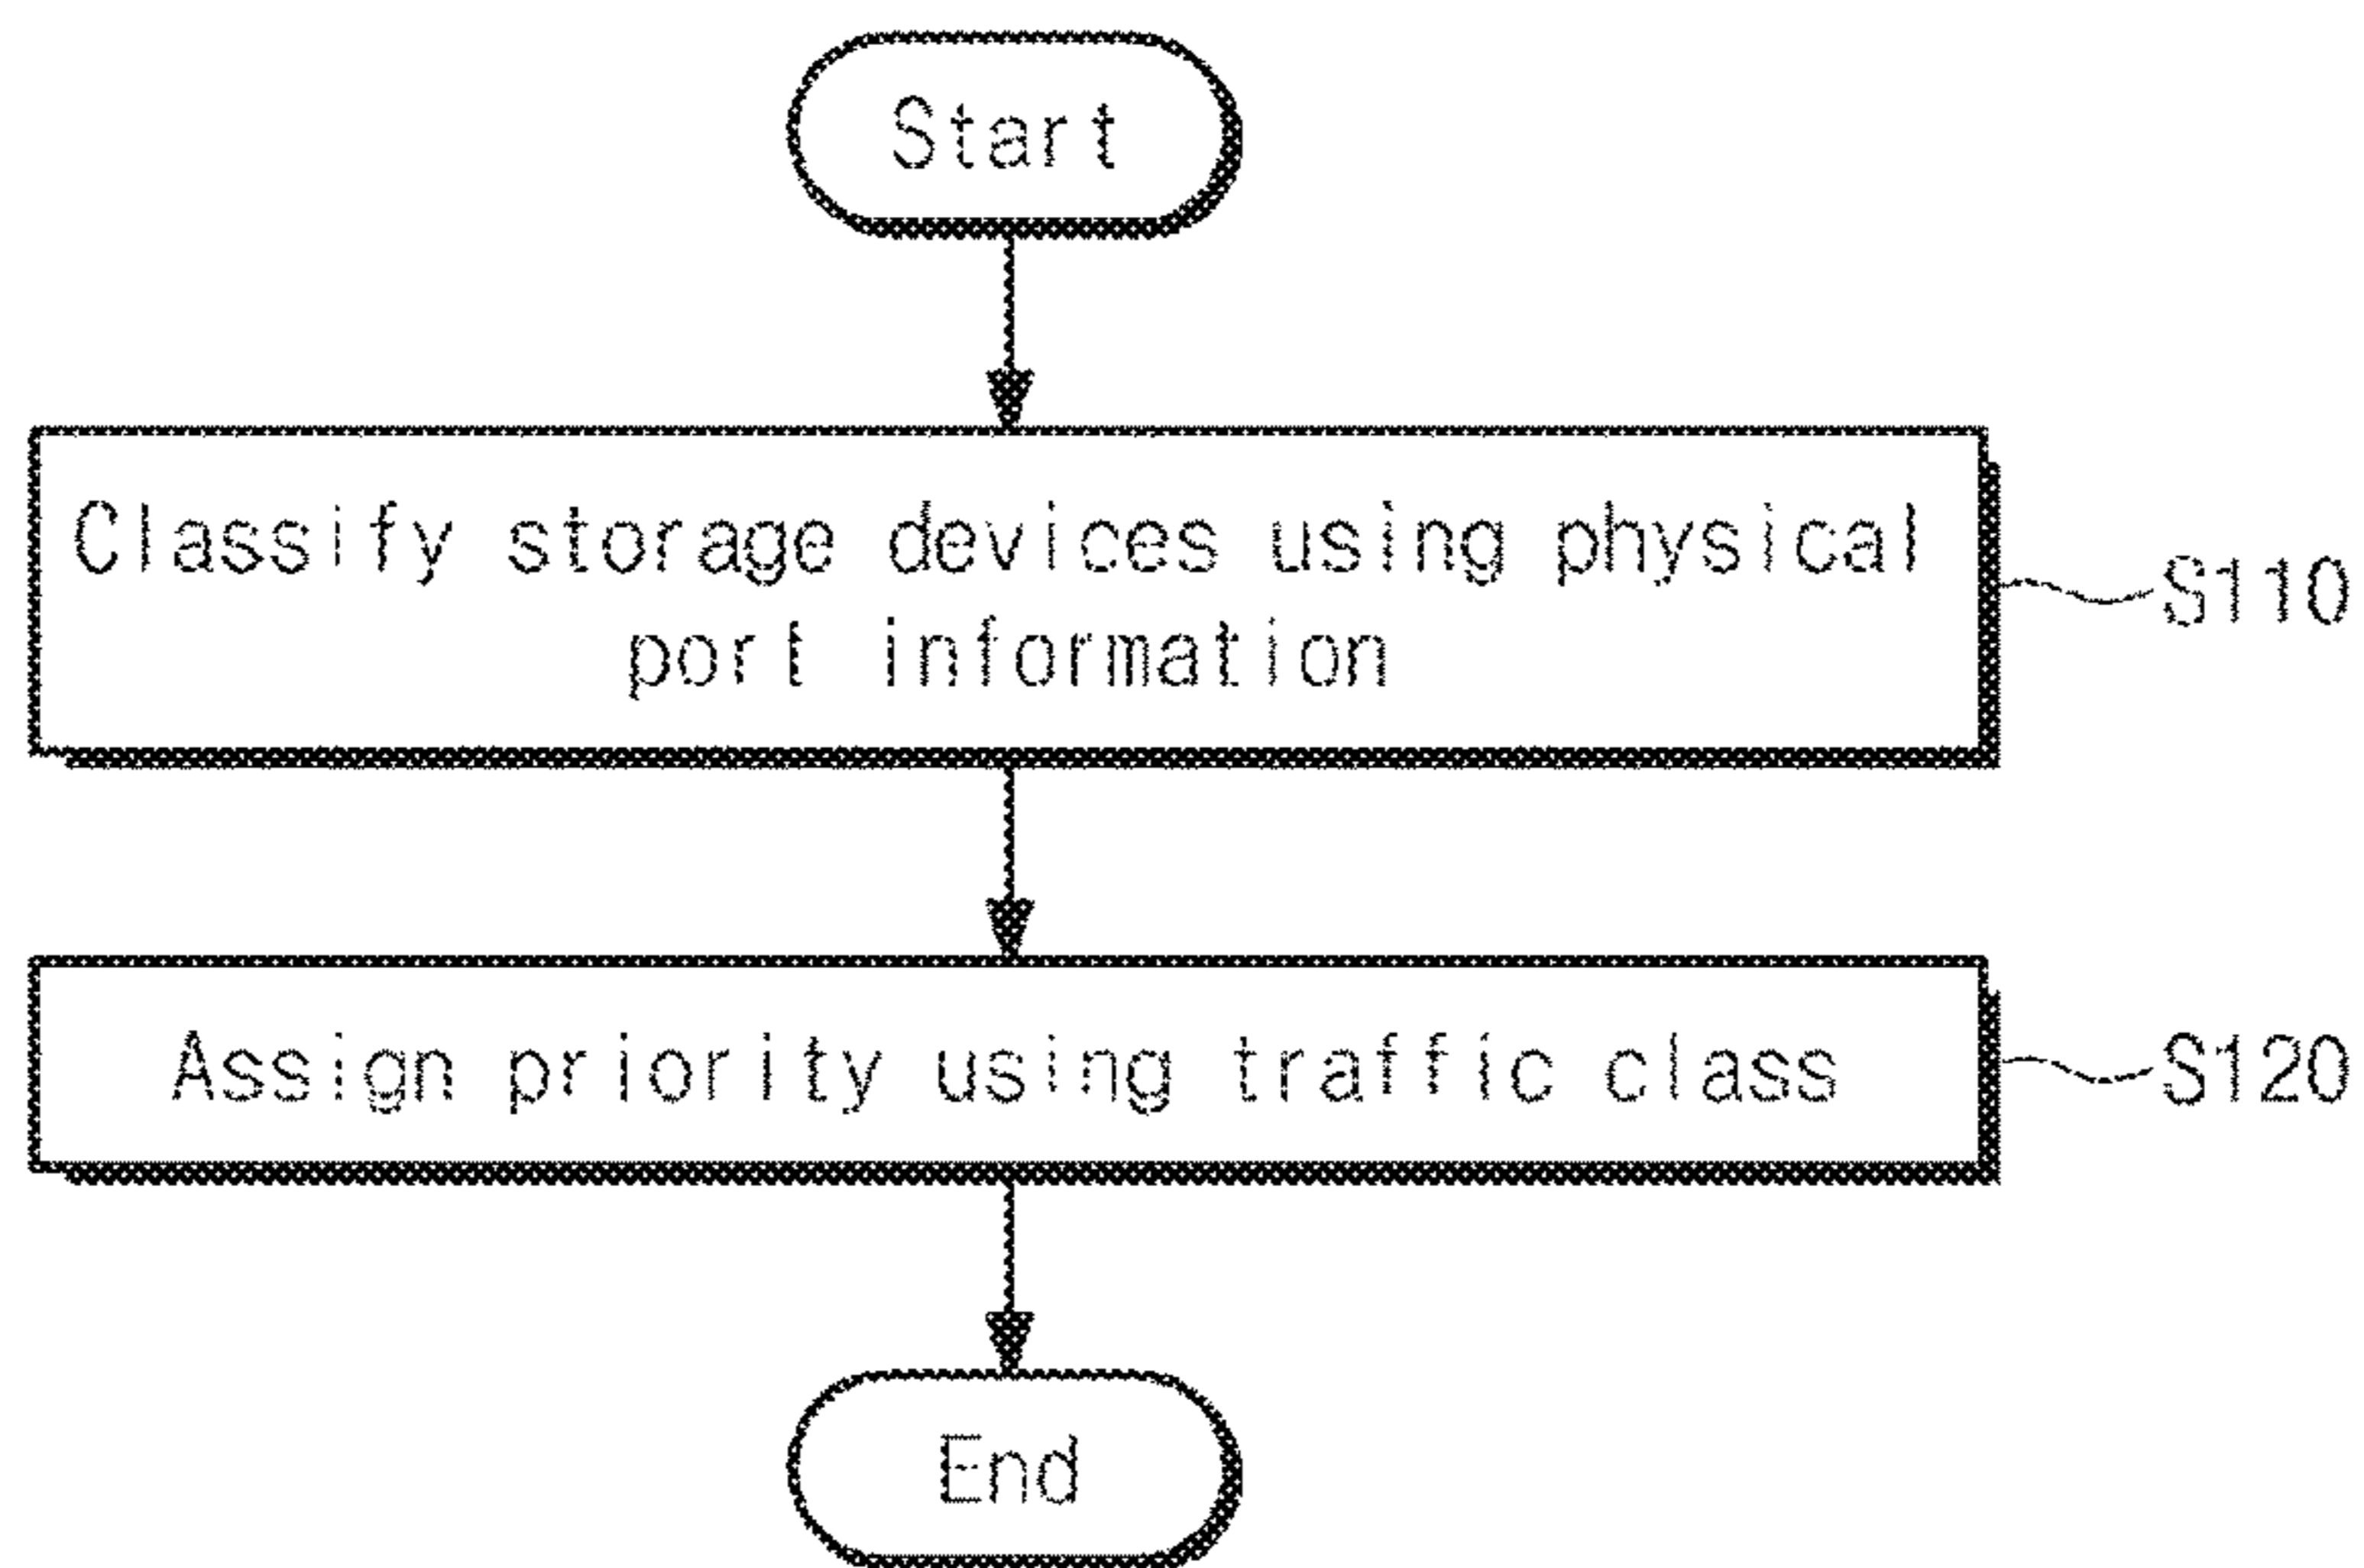 Start
Classify storage devices using physical
port information
S110
Assign priority using traffic class
S120
End